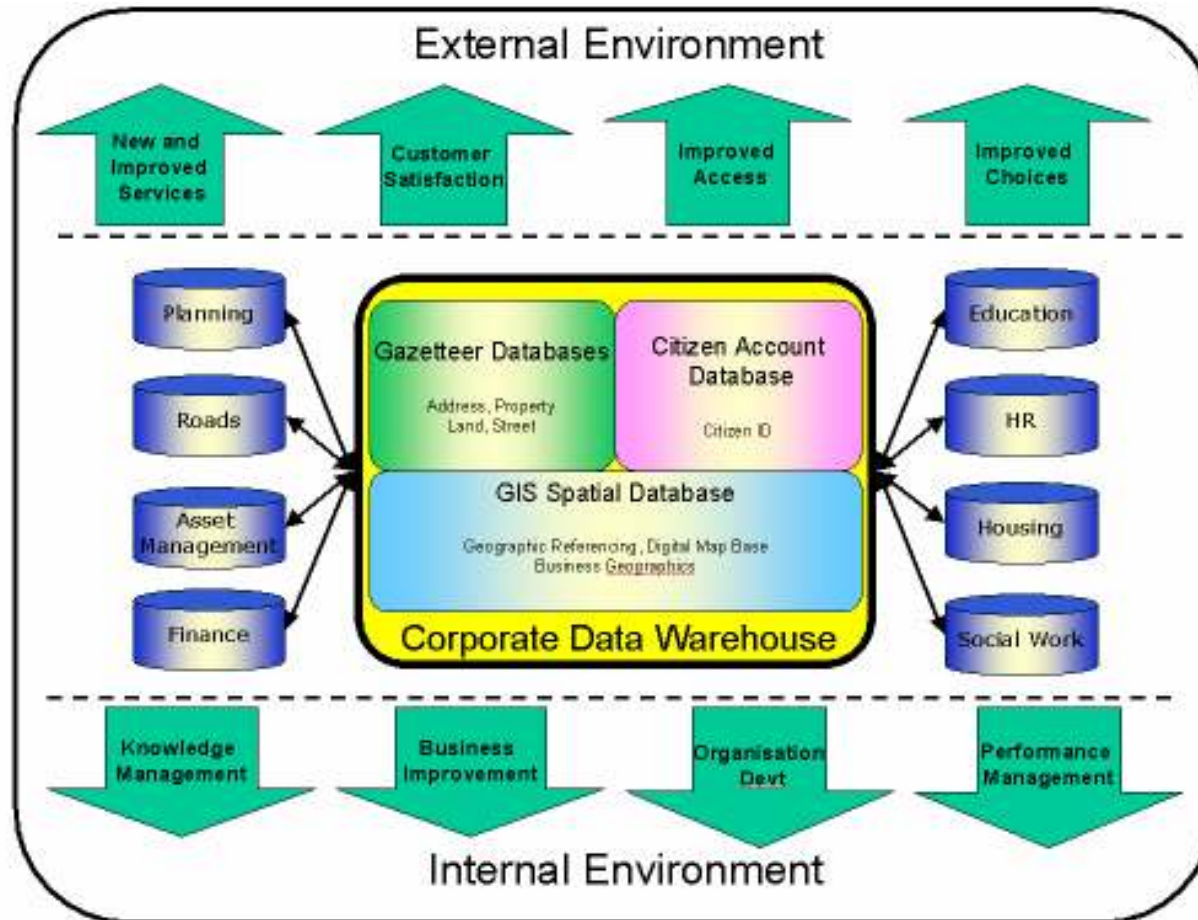 External Environment
New and
Improved
Services
Customer
Satisfaction
Improved
Access
Improved
Choices
Planning
Roads
Asset
Management
Finance
Gazetteer Databases
Address, Property
Land, Street
Citizen Account
Database
Citizen ID
GIS Spatial Database
Geographic Referencing, Digital Map Base
Business Geographics
Corporate Data Warehouse
Education
HR
Housing
Social Work
Knowledge
Management
Business
Improvement
Organisation
Devt
Performance
Management
Internal Environment